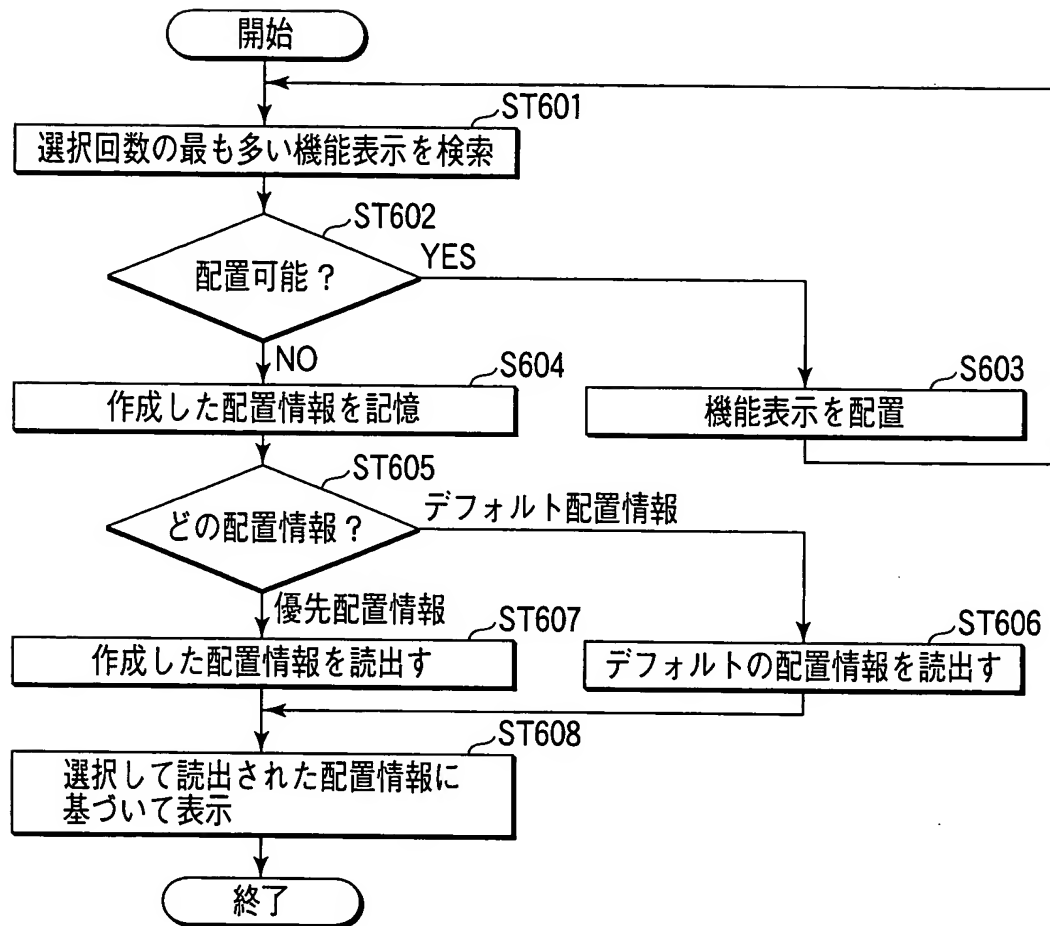 開始
ST601
選択回数の最も多い機能表示を検索
ST602
配置可能？
YES
NO
S604
作成した配置情報を記憶
S603
機能表示を配置
ST605
どの配置情報？
デフォルト配置情報
優先配置情報
ST607
作成した配置情報を読出す
ST606
デフォルトの配置情報を読出す
ST608
選択して読出された配置情報に
基づいて表示
終了